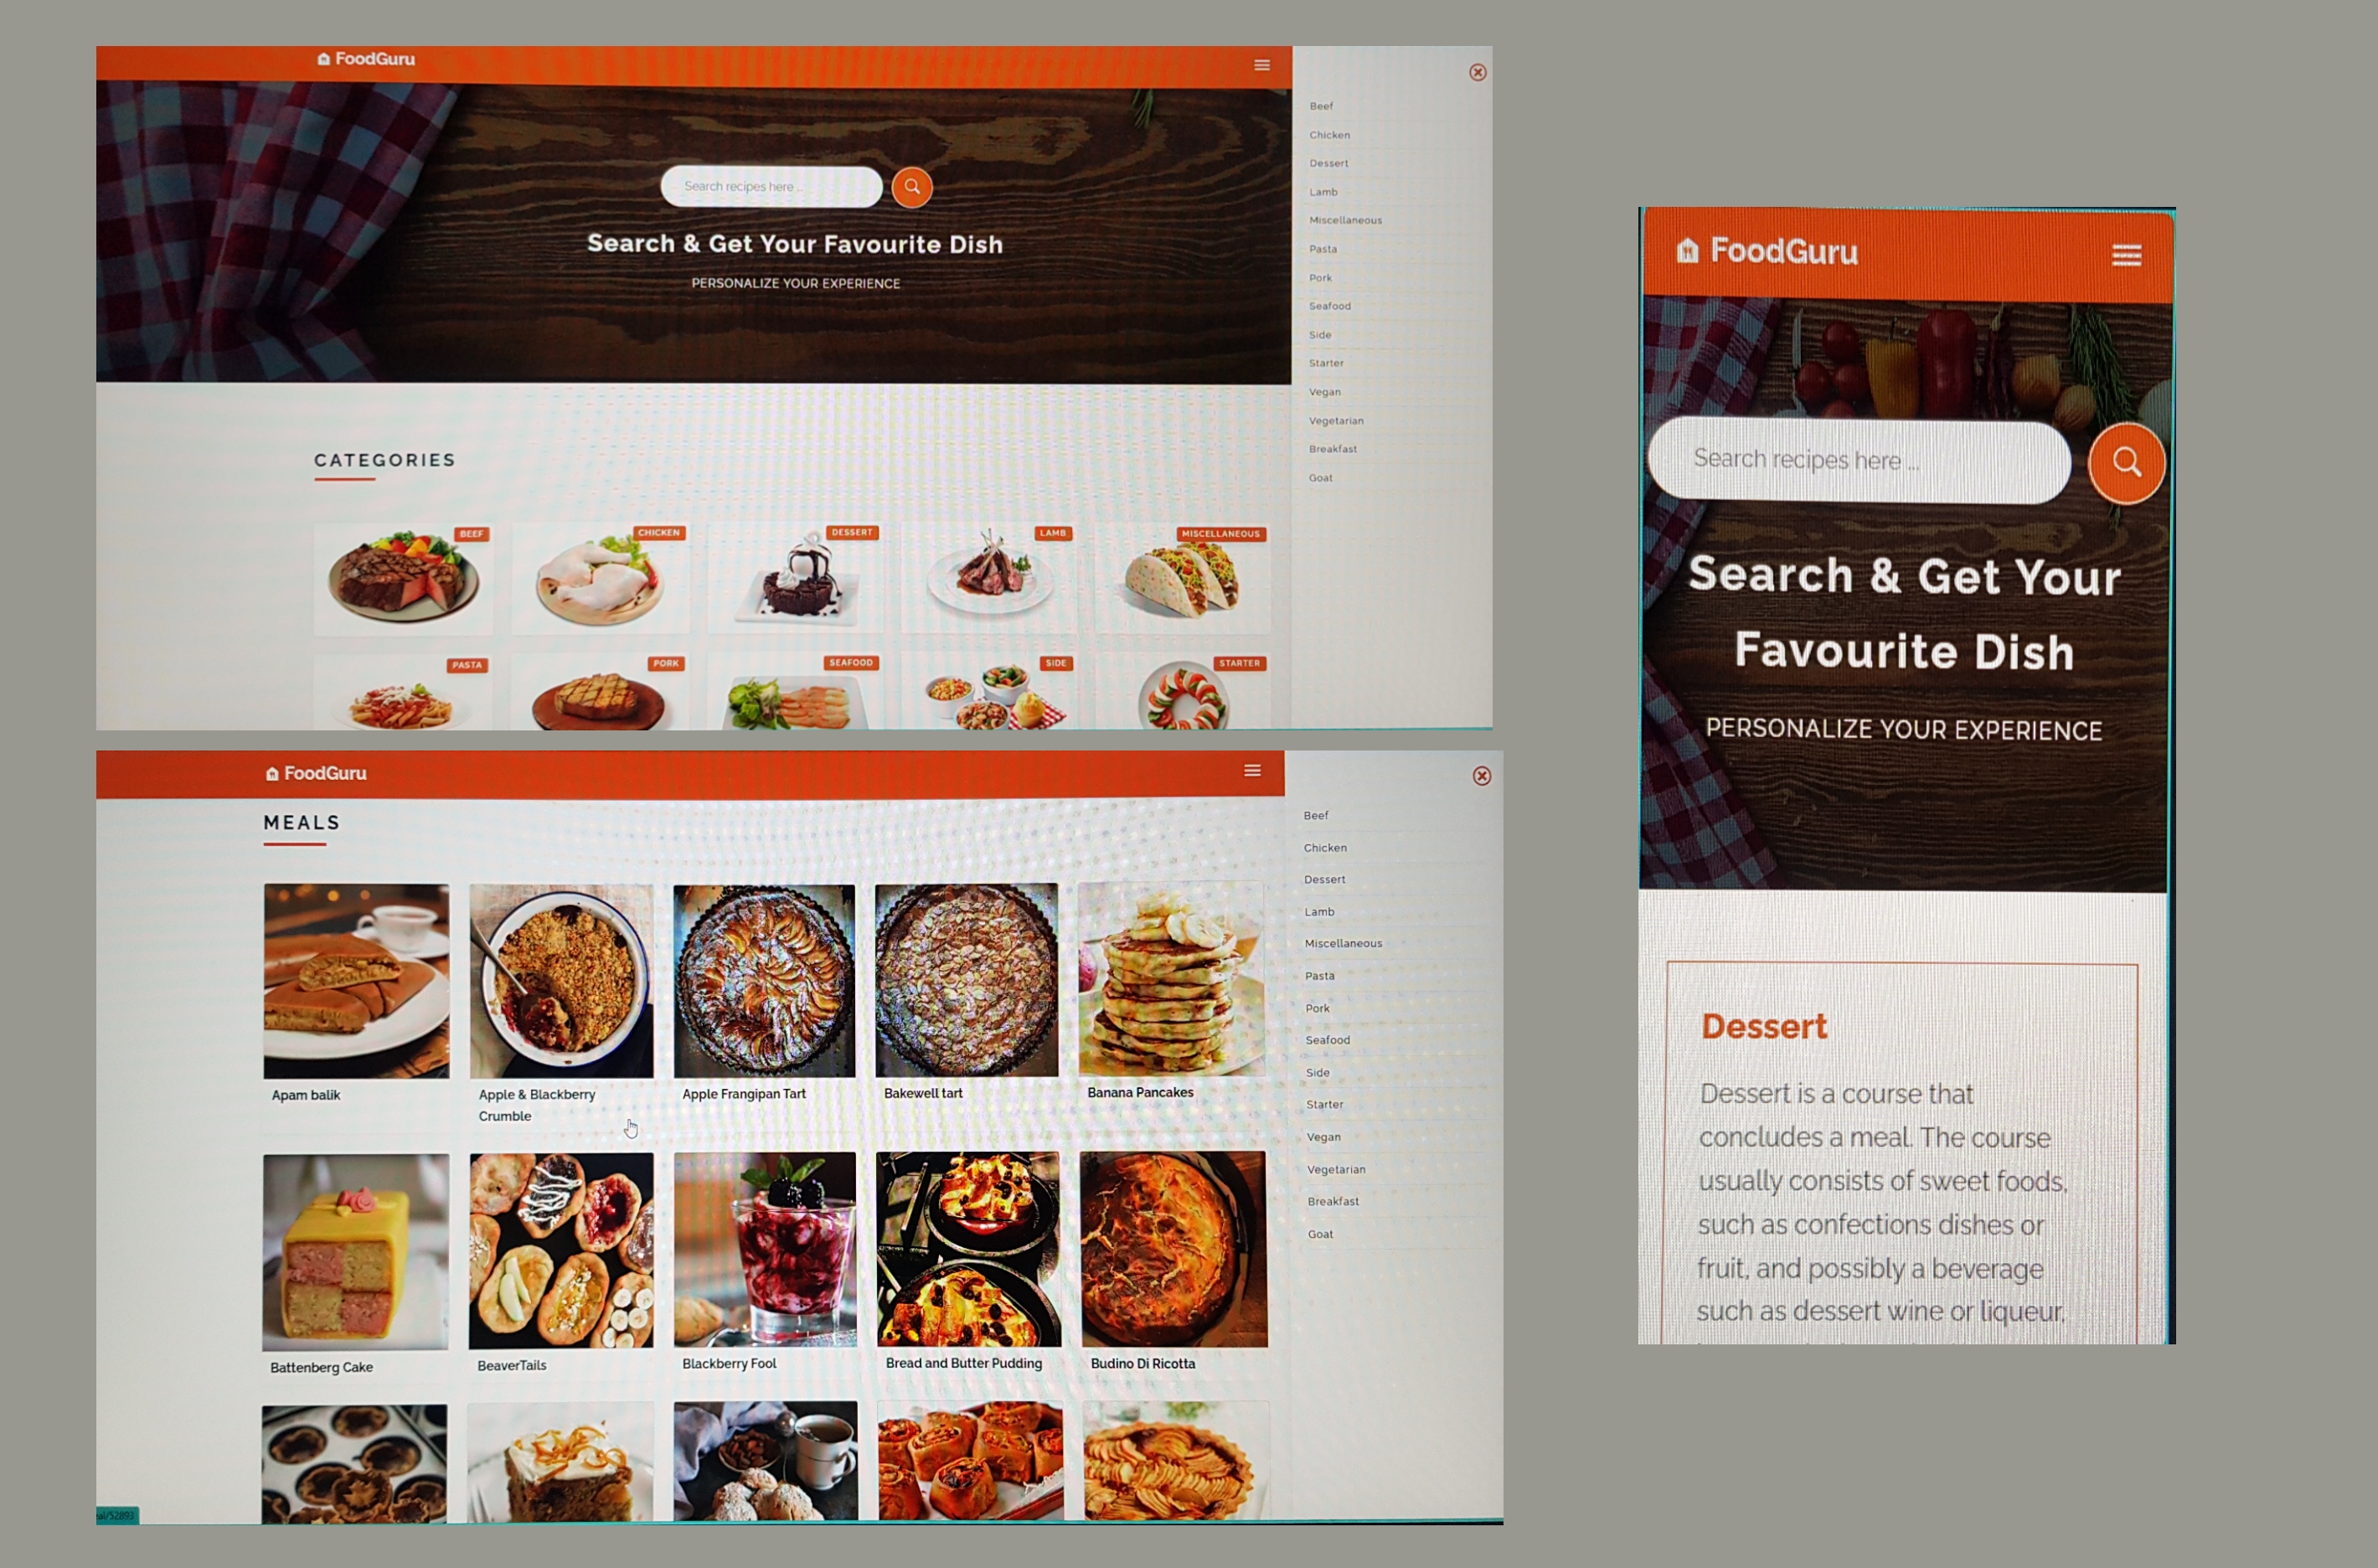 FoodGuru
Search recipes here ...
Search & Get Your Favourite Dish
PERSONALIZE YOUR EXPERIENCE
CATEGORIES
BEEF
CHICKEN
DESSERT
LAMB
MISCELLANEOUS
PASTA
PORK
SEAFOOD
SIDE
STARTER
Beef
Chicken
Dessert
Lamb
Miscellaneous
Pasta
Pork
Seafood
Side
Starter
Vegan
Vegetarian
Breakfast
Goat
FoodGuru
MEALS
Apam balik
Apple & Blackberry
Crumble
Apple Frangipan Tart
Bakewell tart
Banana Pancakes
Battenberg Cake
BeaverTails
Blackberry Fool
Bread and Butter Pudding
Budino Di Ricotta
Beef
Chicken
Dessert
Lamb
Miscellaneous
Pasta
Pork
Seafood
Side
Starter
Vegan
Vegetarian
Breakfast
Goat
eal/52893
FoodGuru
Search recipes here ...
Search & Get Your
Favourite Dish
PERSONALIZE YOUR EXPERIENCE
Dessert
Dessert is a course that
concludes a meal. The course
usually consists of sweet foods,
such as confections dishes or
fruit, and possibly a beverage
such as dessert wine or liqueur,